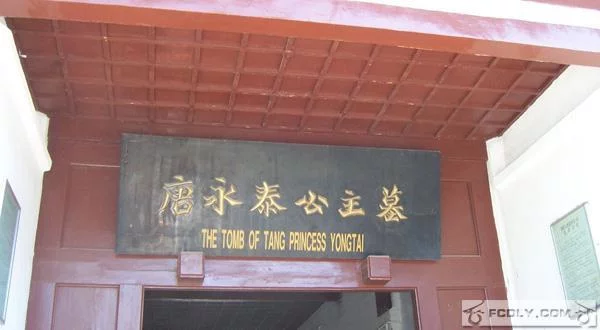 唐永泰公主墓
THE TOMB OF TANG PRINCESS YONGTAI
FCDLY.COM